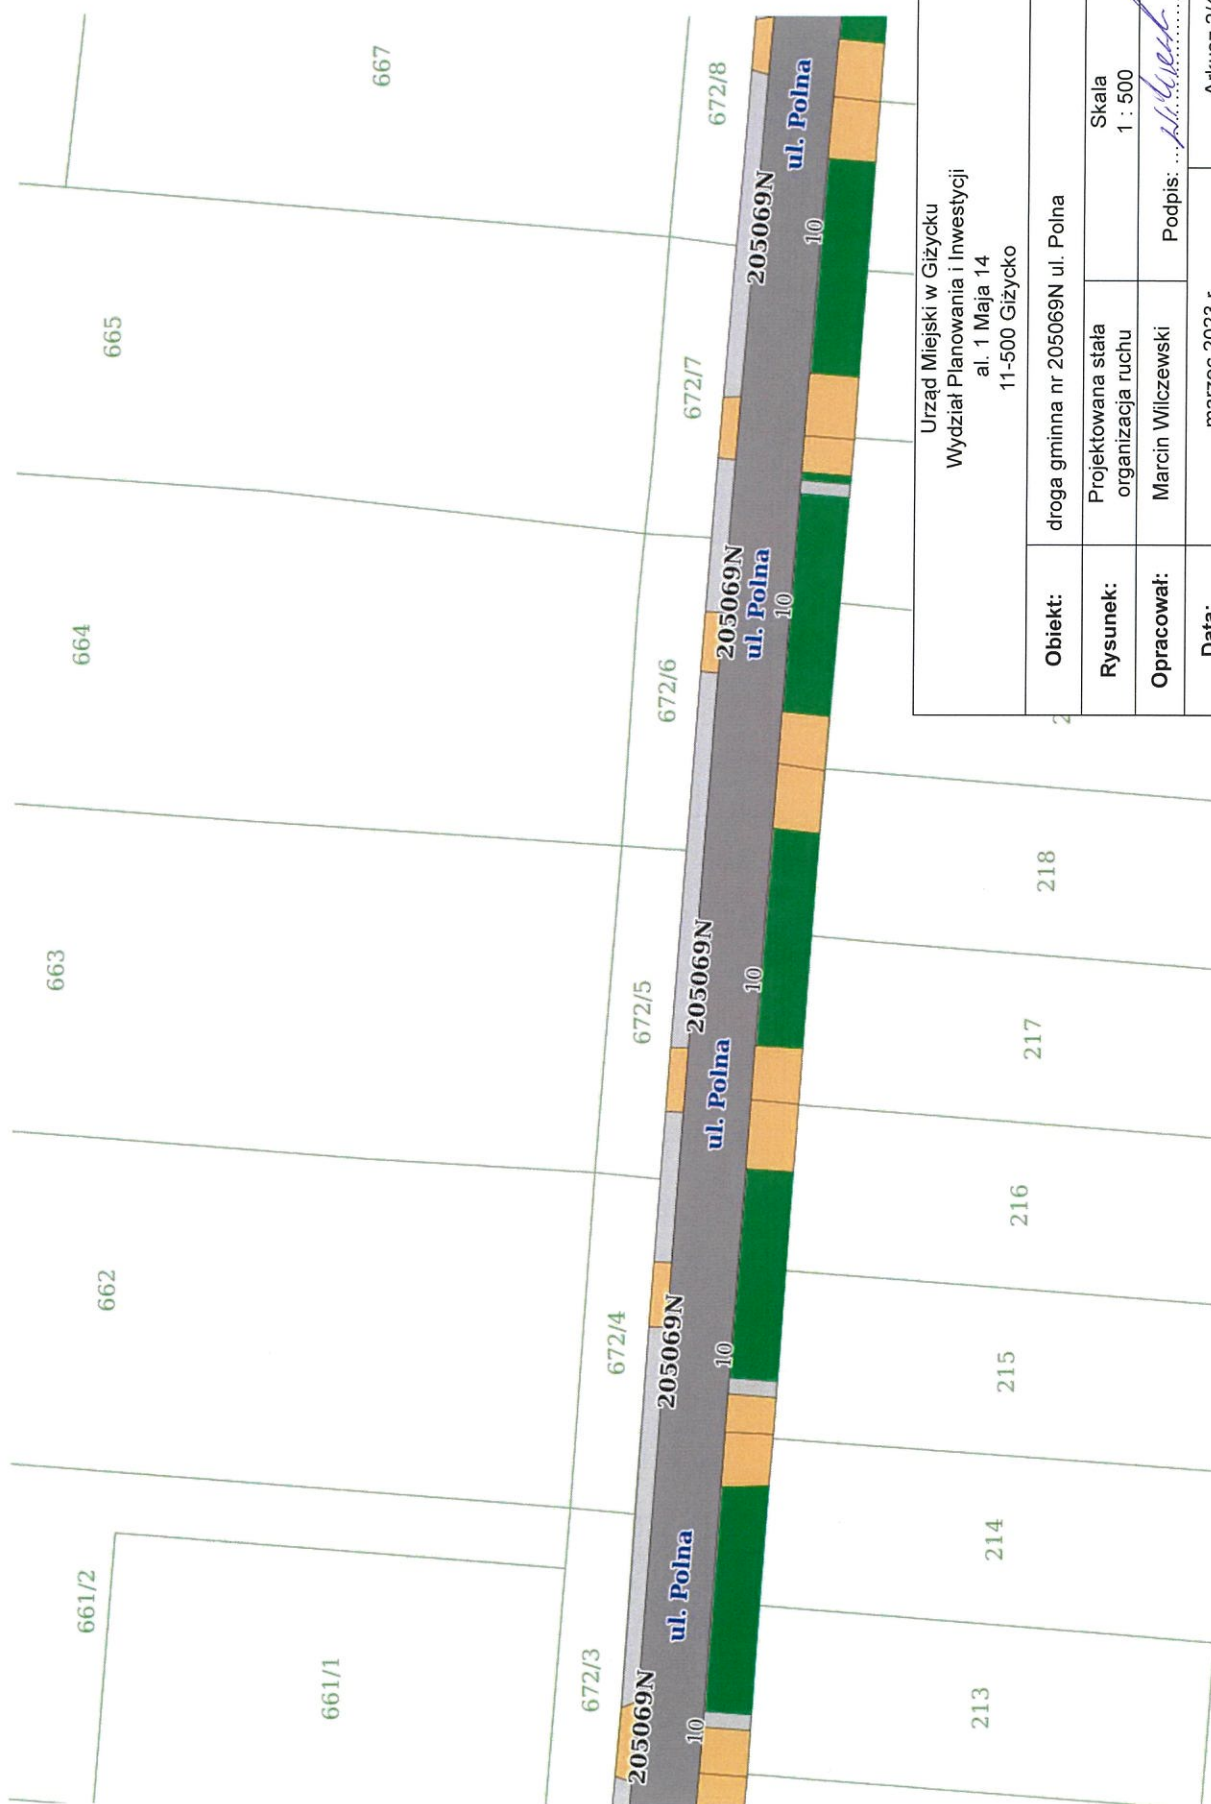 667
665
664
663
662
661/2
661/1
672/8
672/7
672/6
672/5
672/4
672/3
205069N
ul. Polna
10
205069N
ul. Polna
10
205069N
ul. Polna
10
205069N
10
ul. Polna
205069N
10
218
217
216
215
214
213
Urząd Miejski w Giżycku
Wydział Planowania i Inwestycji
al. 1 Maja 14
11-500 Giżycko
Obiekt: droga gminna nr 205069N ul. Polna
Rysunek: Projektowana stała
organizacja ruchu
Skala
1 : 500
Opracował: Marcin Wilczewski Podpis:
Data: marzec 2023 r.
Arkusz